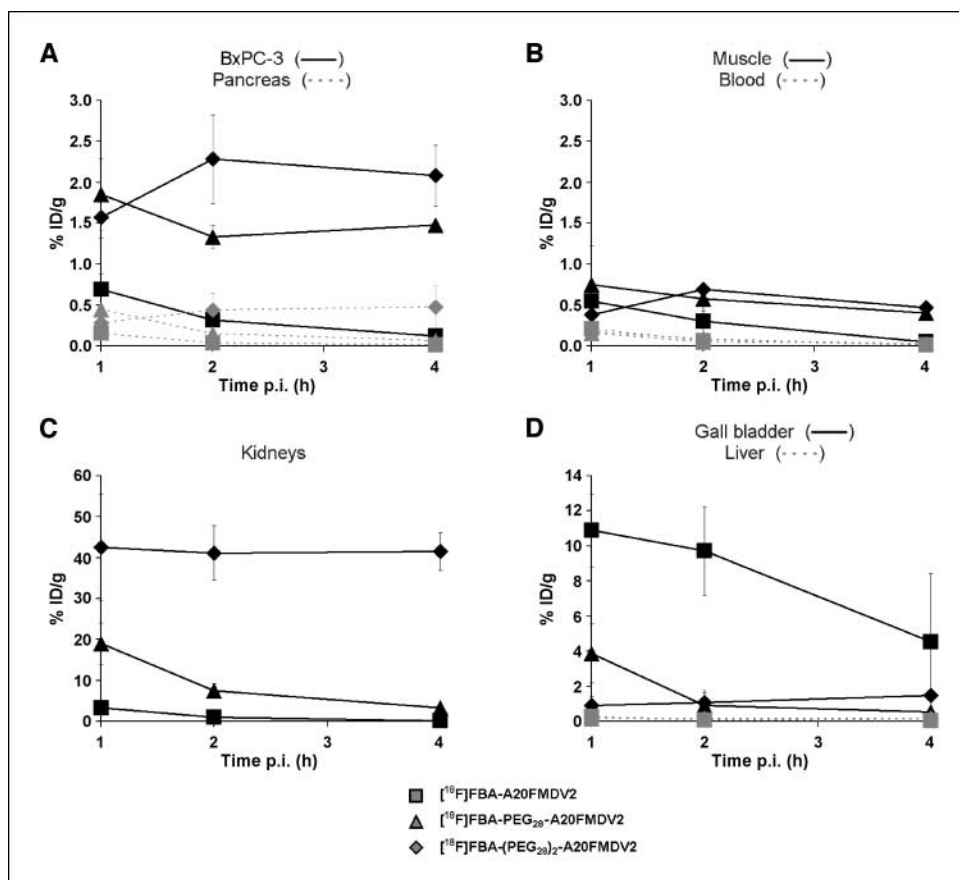 A
BxPC-3 (——)
Pancreas (- - - -)
3.0
2.5
2.0
1.5
1.0
0.5
0.0
% ID/g
1 2 3 4
Time p.i. (h)
B
Muscle (——)
Blood (- - - -)
3.0
2.5
2.0
1.5
1.0
0.5
0.0
% ID/g
1 2 3 4
Time p.i. (h)
C
Kidneys
60
50
40
30
20
10
0
% ID/g
1 2 3 4
Time p.i. (h)
D
Gall bladder (——)
Liver (- - - -)
14
12
10
8
6
4
2
0
% ID/g
1 2 3 4
Time p.i. (h)
[¹⁸F]FBA-A20FMDV2
[¹⁸F]FBA-PEG₂₈-A20FMDV2
[¹⁸F]FBA-(PEG₂₈)₂-A20FMDV2